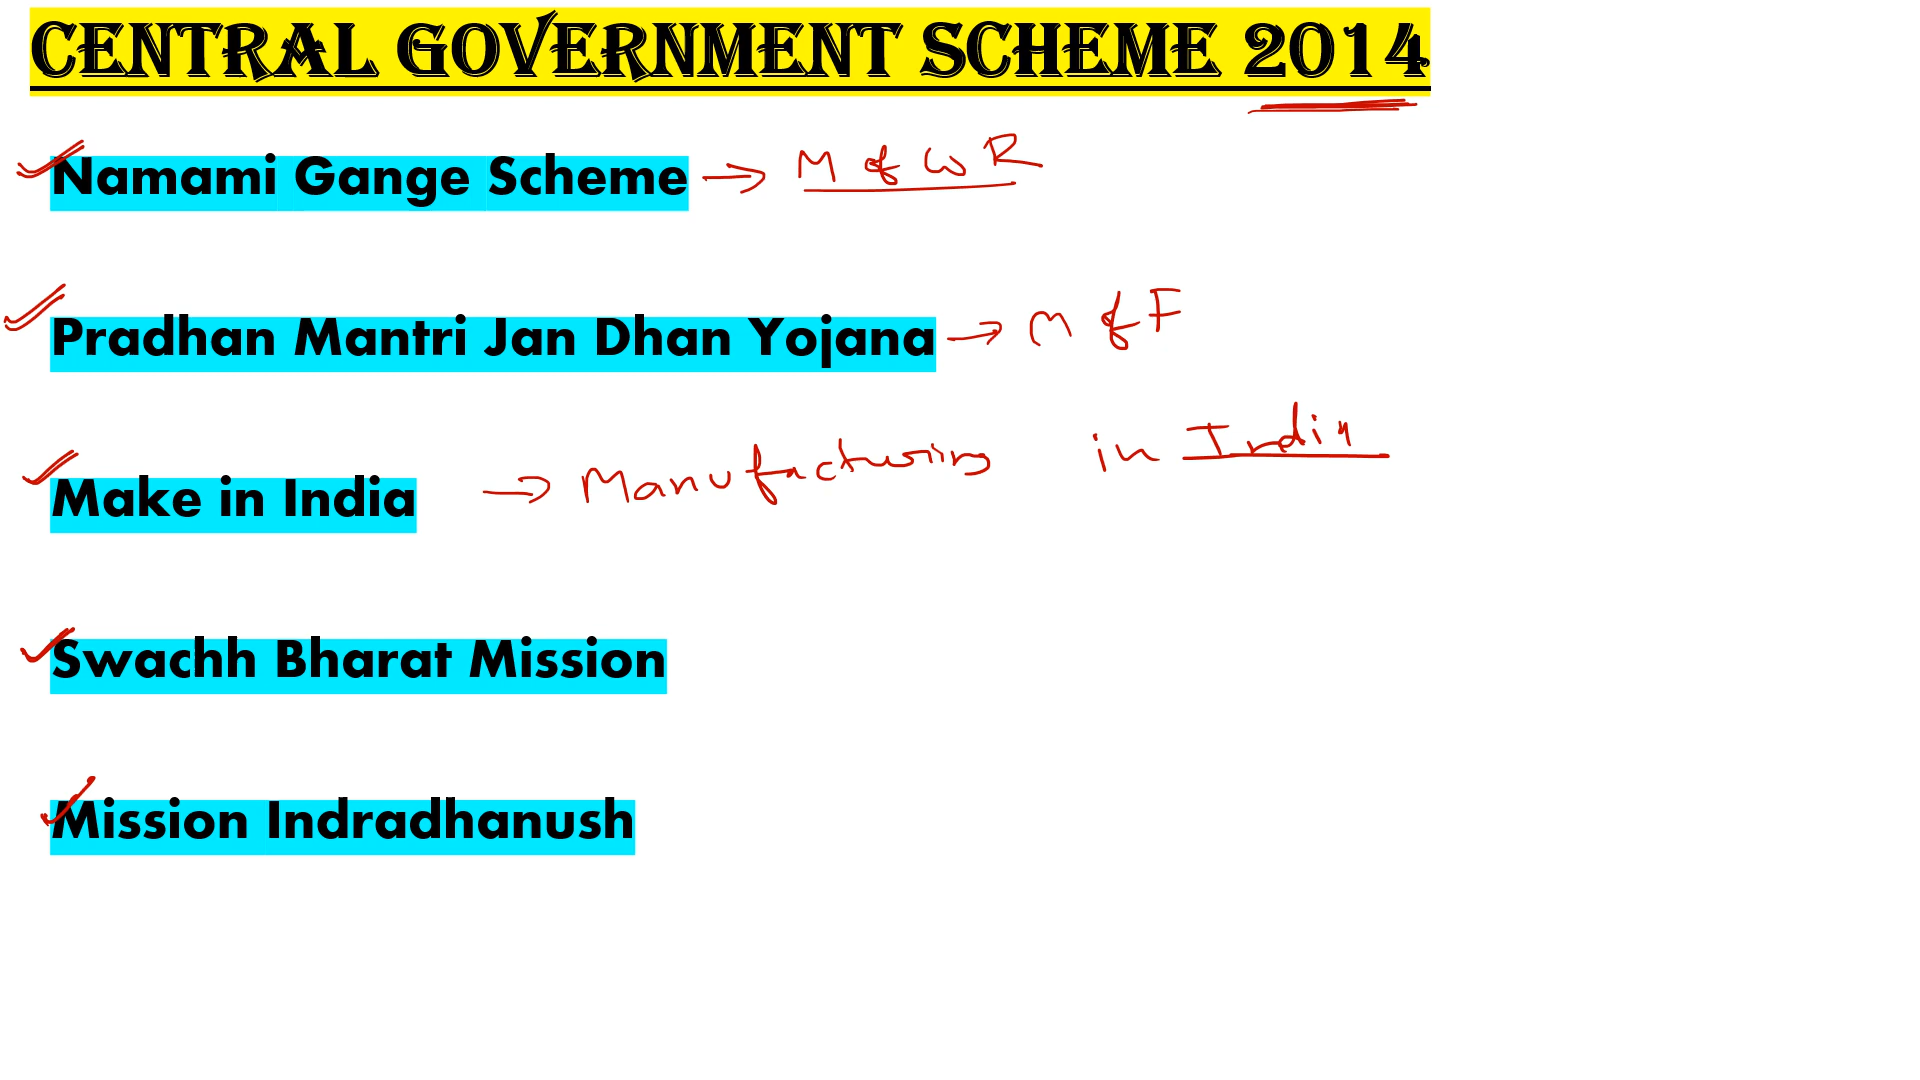 CENTRAL GOVERNMENT SCHEME 2014
Namami Gange Scheme → M of W R
Pradhan Mantri Jan Dhan Yojana → M of F
Make in India → Manufacturing in India
Swachh Bharat Mission
Mission Indradhanush